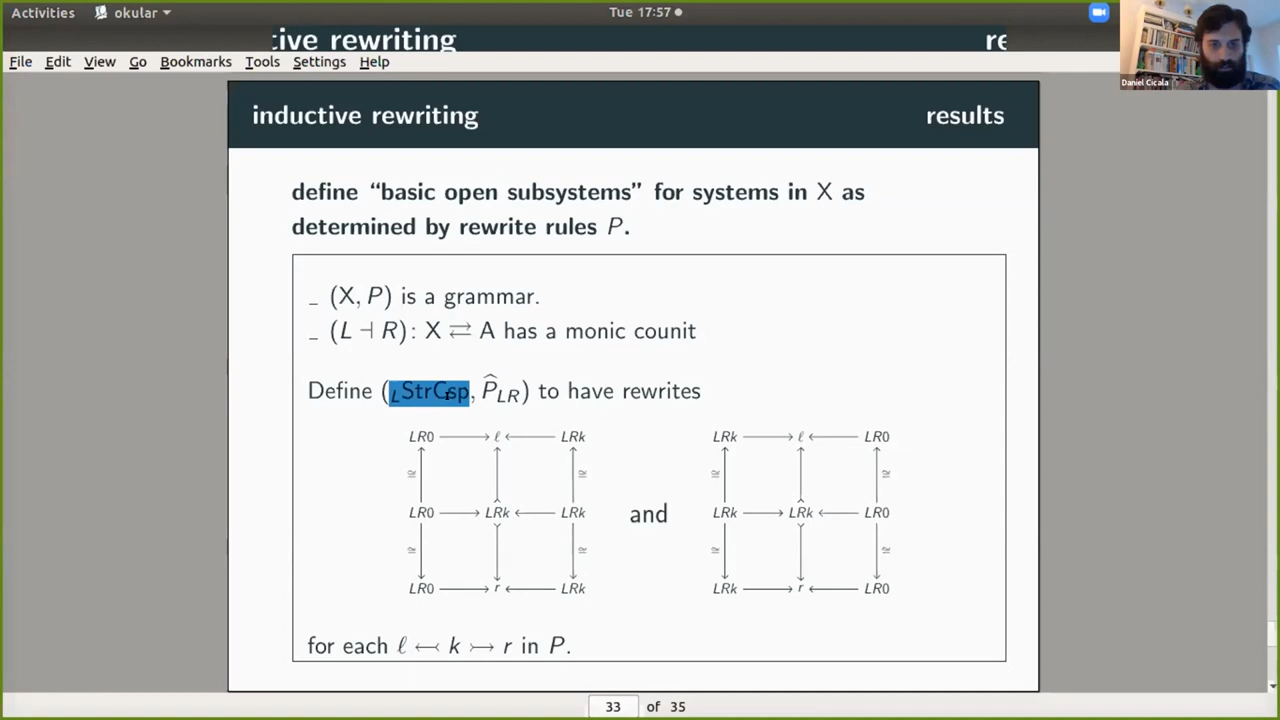 Activities okular Tue 17:57
tive rewriting re
File Edit View Go Bookmarks Tools Settings Help
Daniel Cicala
inductive rewriting results
define “basic open subsystems” for systems in X as
determined by rewrite rules P.
_ (X, P) is a grammar.
_ (L ⊣ R): X ⇄ A has a monic counit
Define (_LStrCsp, P̂_LR) to have rewrites
LR0 ⟶ ℓ ⟵ LRk LRk ⟶ ℓ ⟵ LR0
≅ ≅ ≅ ≅
LR0 ⟶ LRk ⟵ LRk and LRk ⟶ LRk ⟵ LR0
≅ ≅ ≅ ≅
LR0 ⟶ r ⟵ LRk LRk ⟶ r ⟵ LR0
for each ℓ ↢ k ↣ r in P.
33 of 35